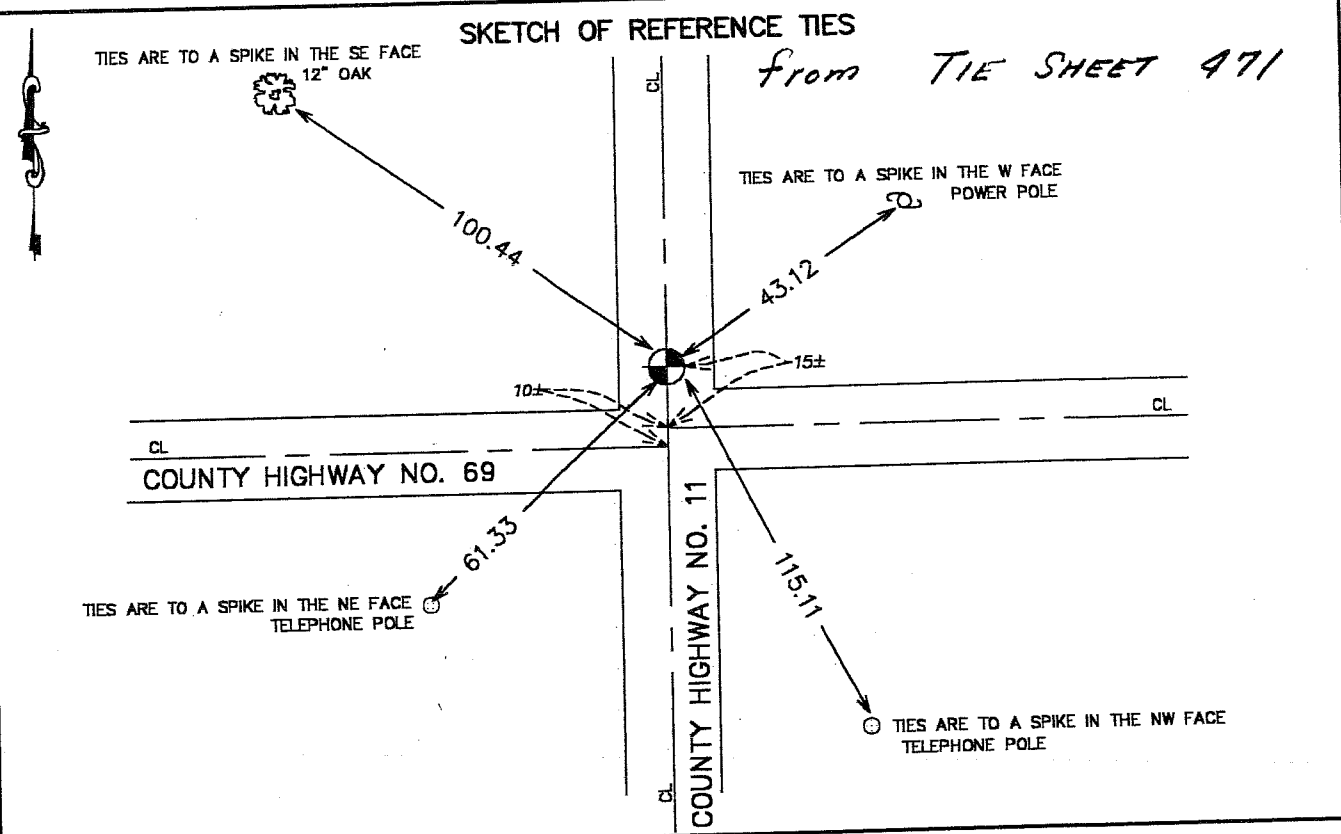 SKETCH OF REFERENCE TIES
from TIE SHEET 471
TIES ARE TO A SPIKE IN THE SE FACE
12" OAK
CL
TIES ARE TO A SPIKE IN THE W FACE
POWER POLE
100.44
43.12
15±
10±
CL
CL
COUNTY HIGHWAY NO. 69
61.33
115.11
COUNTY HIGHWAY NO. 11
TIES ARE TO A SPIKE IN THE NE FACE
TELEPHONE POLE
TIES ARE TO A SPIKE IN THE NW FACE
TELEPHONE POLE
CL